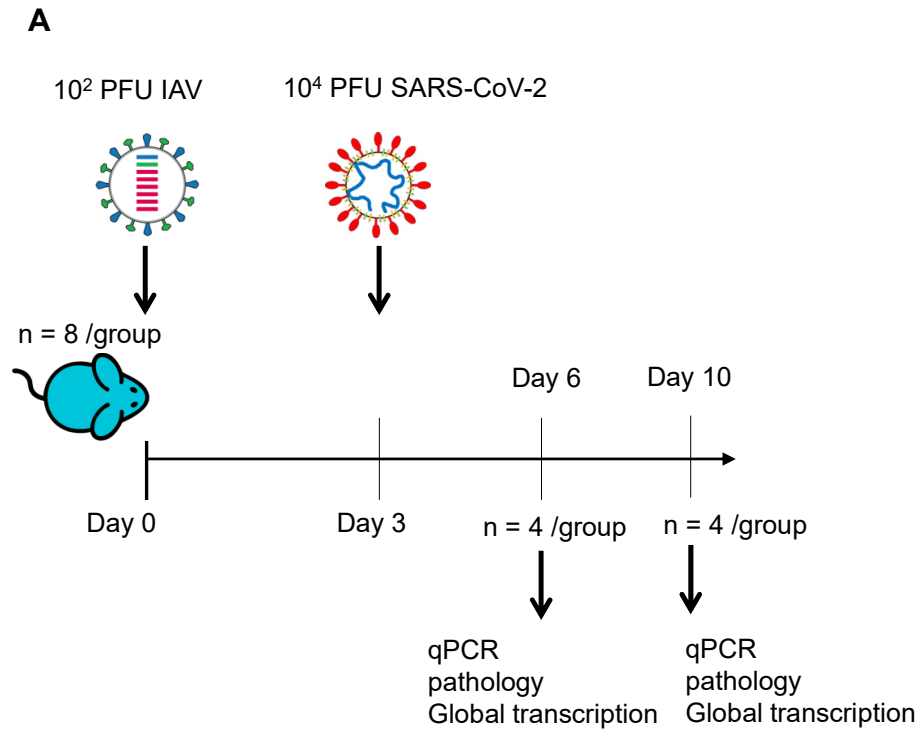 A
10² PFU IAV
10⁴ PFU SARS-CoV-2
n = 8 /group
Day 6
Day 10
Day 0
Day 3
n = 4 /group
n = 4 /group
qPCR
pathology
Global transcription
qPCR
pathology
Global transcription